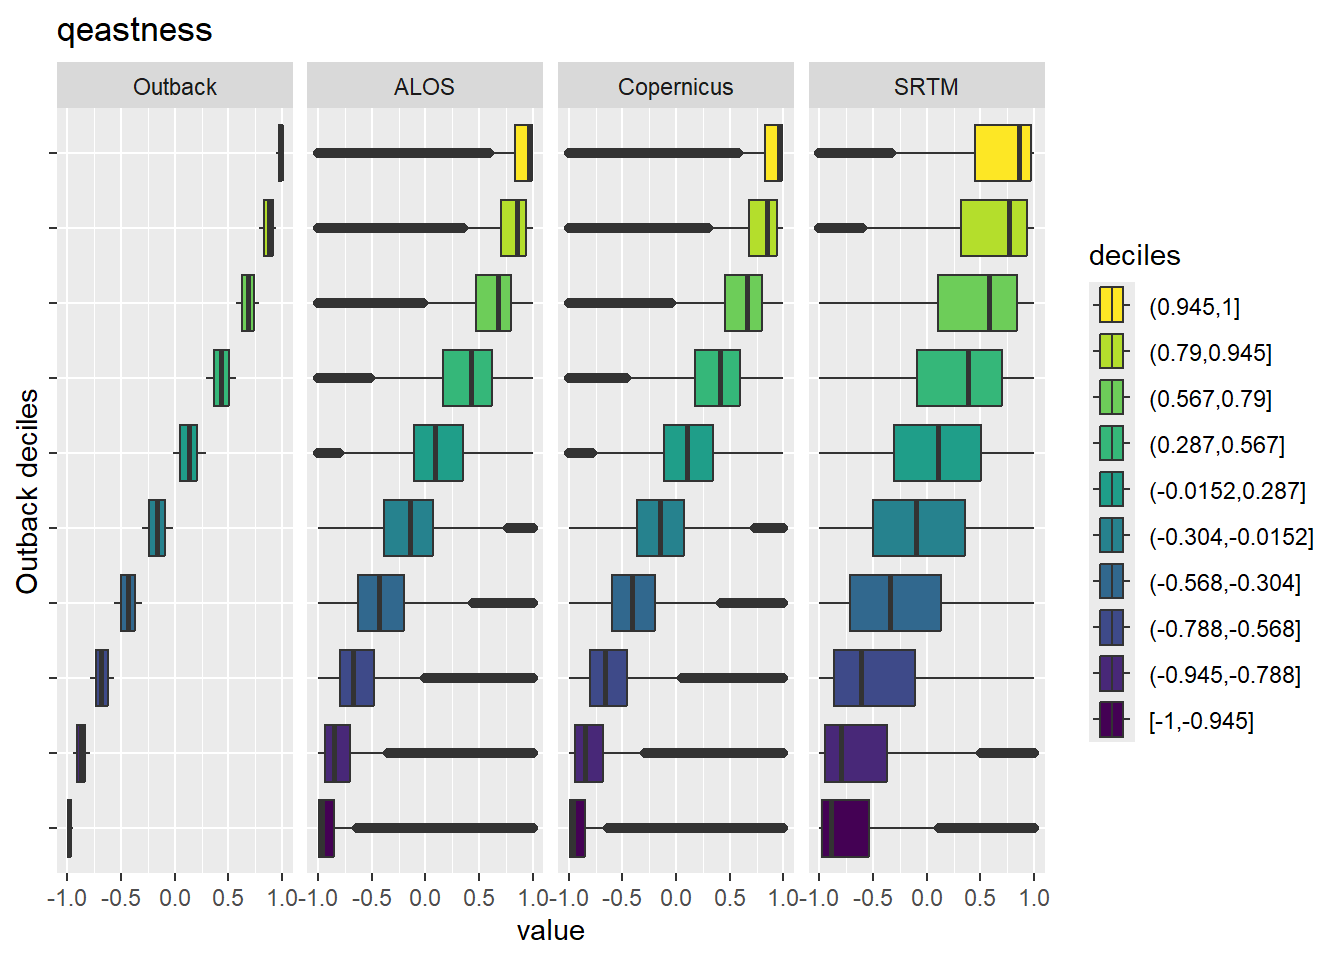 qeastness
Outback
ALOS
Copernicus
SRTM
Outback deciles
-1.0 -0.5 0.0 0.5 1.0
-1.0 -0.5 0.0 0.5 1.0
-1.0 -0.5 0.0 0.5 1.0
-1.0 -0.5 0.0 0.5 1.0
value
deciles
(0.945,1]
(0.79,0.945]
(0.567,0.79]
(0.287,0.567]
(-0.0152,0.287]
(-0.304,-0.0152]
(-0.568,-0.304]
(-0.788,-0.568]
(-0.945,-0.788]
[-1,-0.945]